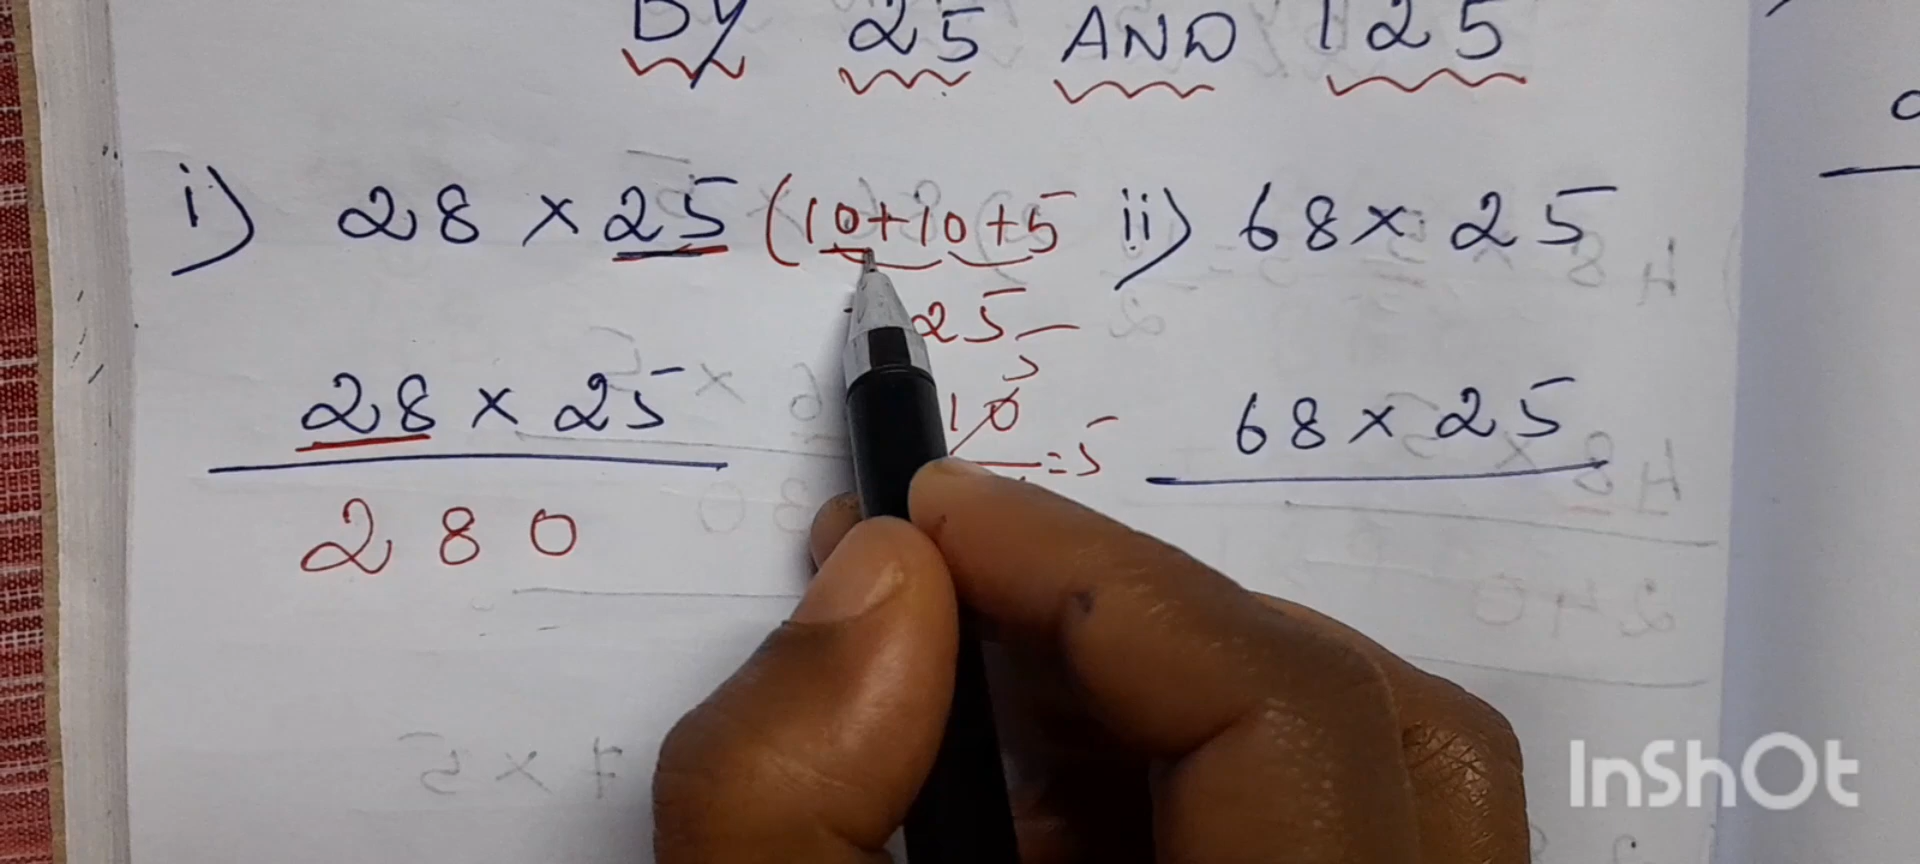 BY 25 AND 125
i) 28 × 25 (10+10+5
25
28 × 25
280
10
5
= 5
ii) 68 × 25
68 × 25
InShOt